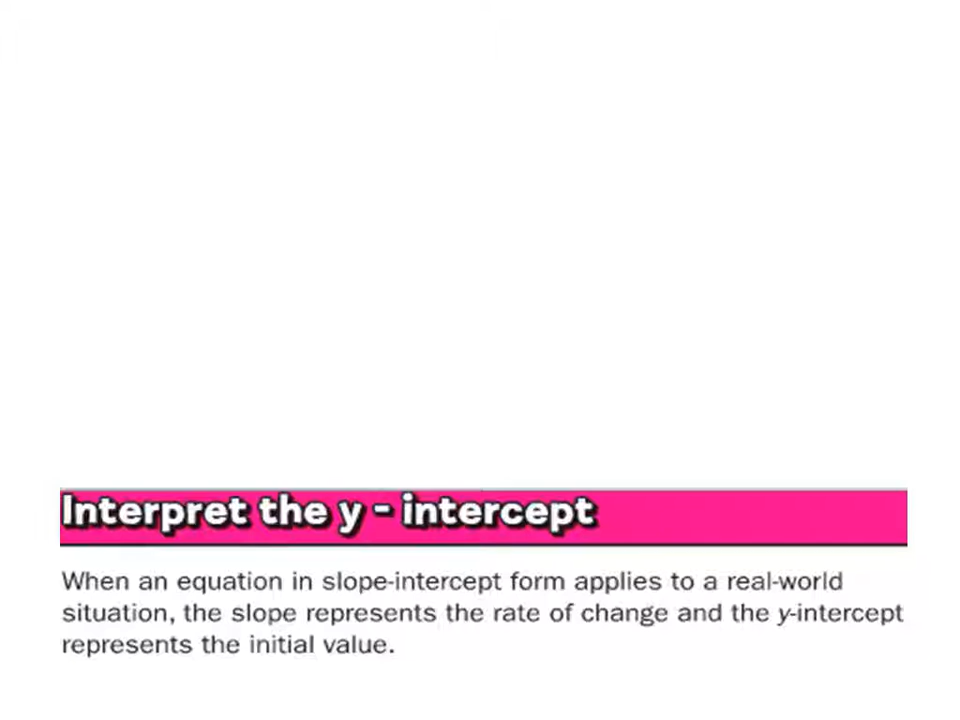 Interpret the y - intercept
When an equation in slope-intercept form applies to a real-world
situation, the slope represents the rate of change and the y-intercept
represents the initial value.